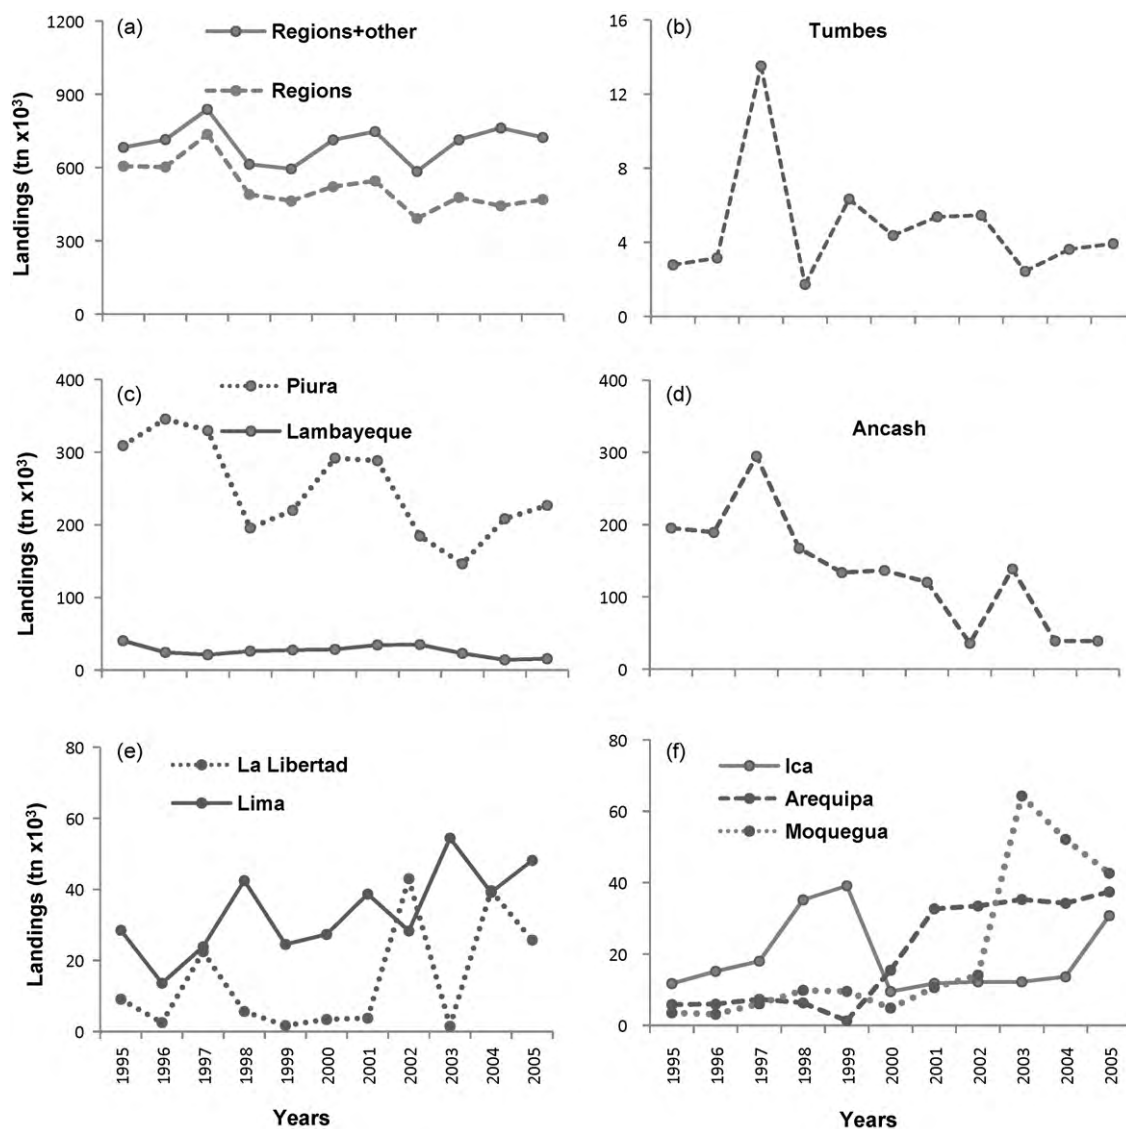 (a)
Regions+other
Regions
Landings (tn x10³)
1200
900
600
300
0
(b)
Tumbes
16
12
8
4
0
(c)
Piura
Lambayeque
Landings (tn x10³)
400
300
200
100
0
(d)
Ancash
400
300
200
100
0
(e)
La Libertad
Lima
Landings (tn x10³)
80
60
40
20
0
1995
1996
1997
1998
1999
2000
2001
2002
2003
2004
2005
Years
(f)
Ica
Arequipa
Moquegua
80
60
40
20
0
1995
1996
1997
1998
1999
2000
2001
2002
2003
2004
2005
Years